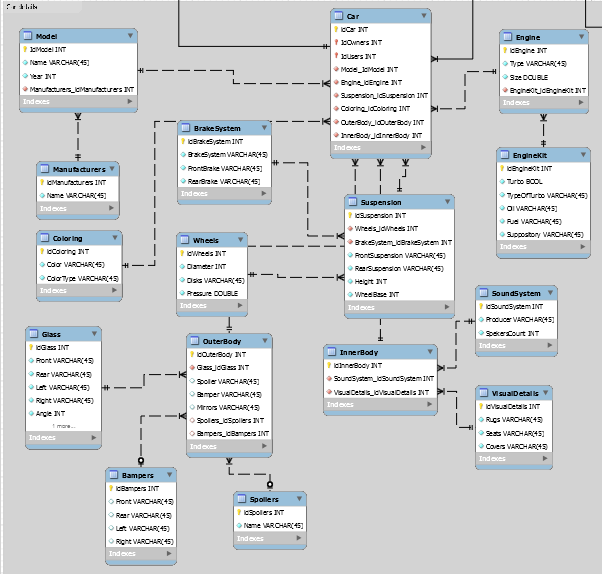 Car details
Model
idModel INT
Name VARCHAR(45)
Year INT
Manufacturers_idManufacturers INT
Indexes
Car
idCar INT
idOwners INT
idUsers INT
Model_idModel INT
Engine_idEngine INT
Suspension_idSuspension INT
Coloring_idColoring INT
OuterBody_idOuterBody INT
InnerBody_idInnerBody INT
Indexes
Engine
idEngine INT
Type VARCHAR(45)
Size DOUBLE
EngineKit_idEngineKit INT
Indexes
BrakeSystem
idBrakeSystem INT
BrakeSystem VARCHAR(45)
FrontBrake VARCHAR(45)
RearBrake VARCHAR(45)
Indexes
EngineKit
idEngineKit INT
Turbo BOOL
TypeOfTurbo VARCHAR(45)
Oil VARCHAR(45)
Fuel VARCHAR(45)
Suppository VARCHAR(45)
Indexes
Manufacturers
idManufacturers INT
Name VARCHAR(45)
Indexes
Suspension
idSuspension INT
Wheels_idWheels INT
BrakeSystem_idBrakeSystem INT
FrontSuspension VARCHAR(45)
RearSuspension VARCHAR(45)
Height INT
WheelBase INT
Indexes
Coloring
idColoring INT
Color VARCHAR(45)
ColorType VARCHAR(45)
Indexes
Wheels
idWheels INT
Diameter INT
Disks VARCHAR(45)
Pressure DOUBLE
Indexes
SoundSystem
idSoundSystem INT
Producer VARCHAR(45)
SpekersCount INT
Indexes
Glass
idGlass INT
Front VARCHAR(45)
Rear VARCHAR(45)
Left VARCHAR(45)
Right VARCHAR(45)
Angle INT
1 more...
Indexes
OuterBody
idOuterBody INT
Glass_idGlass INT
Spoiler VARCHAR(45)
Bamper VARCHAR(45)
Mirrors VARCHAR(45)
Spoilers_idSpoilers INT
Bampers_idBampers INT
Indexes
InnerBody
idInnerBody INT
SoundSystem_idSoundSystem INT
VisualDetails_idVisualDetails INT
Indexes
VisualDetails
idVisualDetails INT
Rugs VARCHAR(45)
Seats VARCHAR(45)
Covers VARCHAR(45)
Indexes
Bampers
idBampers INT
Front VARCHAR(45)
Rear VARCHAR(45)
Left VARCHAR(45)
Right VARCHAR(45)
Indexes
Spoilers
idSpoilers INT
Name VARCHAR(45)
Indexes